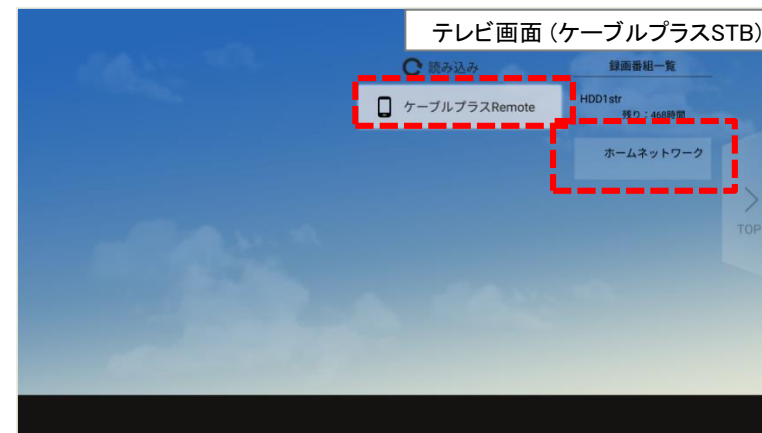 テレビ画面 (ケーブルプラスSTB)
読み込み
録画番組一覧
ケーブルプラスRemote
HDD1str
残り：468時間
ホームネットワーク
TOP